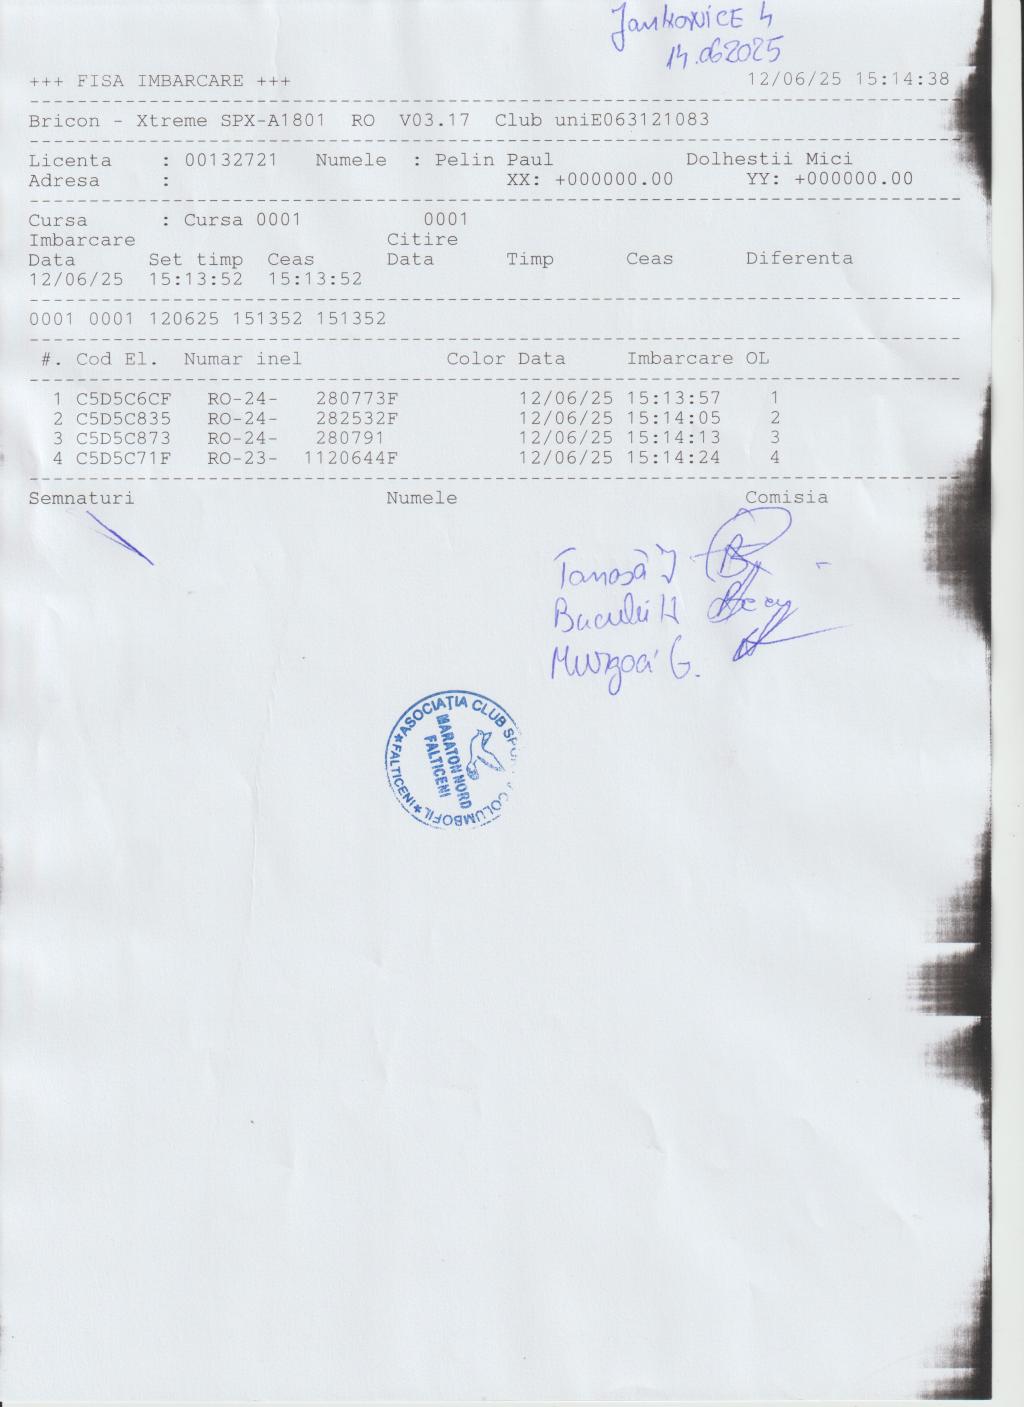 Jankowice 4
14.062025
+++ FISA IMBARCARE +++ 12/06/25 15:14:38
Bricon - Xtreme SPX-A1801 RO V03.17 Club uniE063121083
Licenta : 00132721 Numele : Pelin Paul Dolhestii Mici
Adresa : XX: +000000.00 YY: +000000.00
Cursa : Cursa 0001 0001
Imbarcare Citire
Data Set timp Ceas Data Timp Ceas Diferenta
12/06/25 15:13:52 15:13:52
0001 0001 120625 151352 151352
#. Cod El. Numar inel Color Data Imbarcare OL
1 C5D5C6CF RO-24- 280773F 12/06/25 15:13:57 1
2 C5D5C835 RO-24- 282532F 12/06/25 15:14:05 2
3 C5D5C873 RO-24- 280791 12/06/25 15:14:13 3
4 C5D5C71F RO-23- 1120644F 12/06/25 15:14:24 4
Semnaturi Numele Comisia
Tanasă
Murgoci G.
ASOCIAȚIA CLUB COLUMBOFIL
FALTICENI
MARATON NORD
FALTICENI